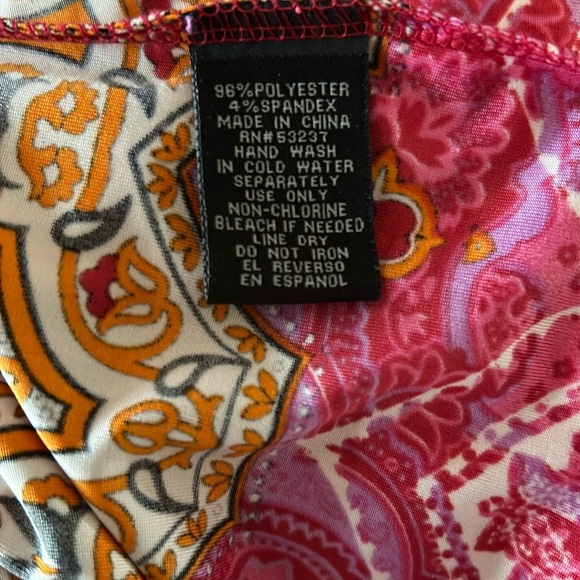 96%POLYESTER
4%SPANDEX
MADE IN CHINA
RN#53237
HAND WASH
IN COLD WATER
SEPARATELY
USE ONLY
NON-CHLORINE
BLEACH IF NEEDED
LINE DRY
DO NOT IRON
EL REVERSO
EN ESPANOL